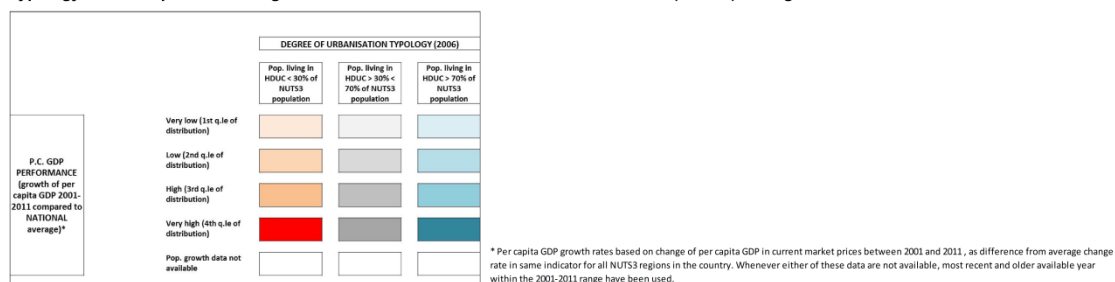 DEGREE OF URBANISATION TYPOLOGY (2006)
Pop. living in
HDUC < 30% of
NUTS3
population
Pop. living in
HDUC > 30% <
70% of NUTS3
population
Pop. living in
HDUC > 70% of
NUTS3
population
P.C. GDP
PERFORMANCE
(growth of per
capita GDP 2001-
2011 compared to
NATIONAL
average)*
Very low (1st q.le of
distribution)
Low (2nd q.le of
distribution)
High (3rd q.le of
distribution)
Very high (4th q.le of
distribution)
Pop. growth data not
available
* Per capita GDP growth rates based on change of per capita GDP in current market prices between 2001 and 2011 , as difference from average change
rate in same indicator for all NUTS3 regions in the country. Whenever either of these data are not available, most recent and older available year
within the 2001-2011 range have been used.